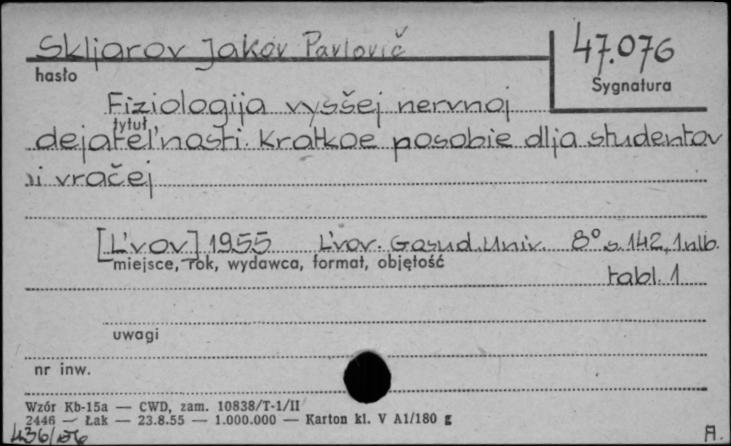 Skljarov Jakov Pavlovič
47.076
hasło
Sygnatura
Fiziologija vysšej nervnoj
tytuł
dejatel'nosti. Kratkoe posobie dlja studentov
i vračej
[L'vov] 1955 L'vov. Gosud. Univ. 8° s. 142, 1 nlb.
miejsce, rok, wydawca, format, objętość
tabl. 1
uwagi
nr inw.
Wzór Kb-15a — CWD, zam. 10838/T-1/II
2446 — Łak — 23.8.55 — 1.000.000 — Karton kl. V A1/180 g
A.